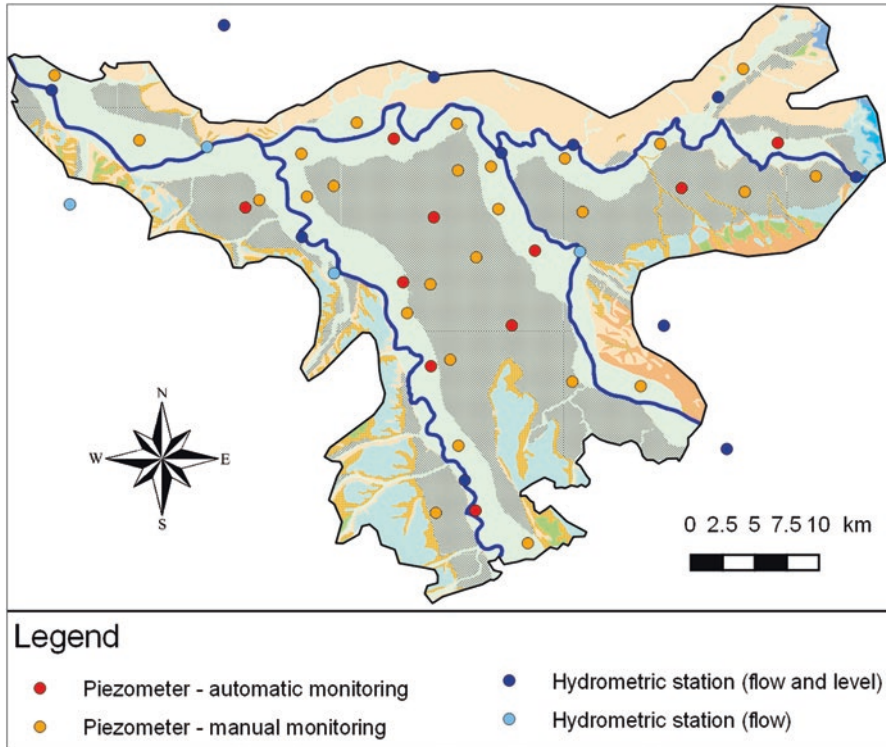 N
W E
S
0 2.5 5 7.5 10 km
Legend
Piezometer - automatic monitoring
Piezometer - manual monitoring
Hydrometric station (flow and level)
Hydrometric station (flow)